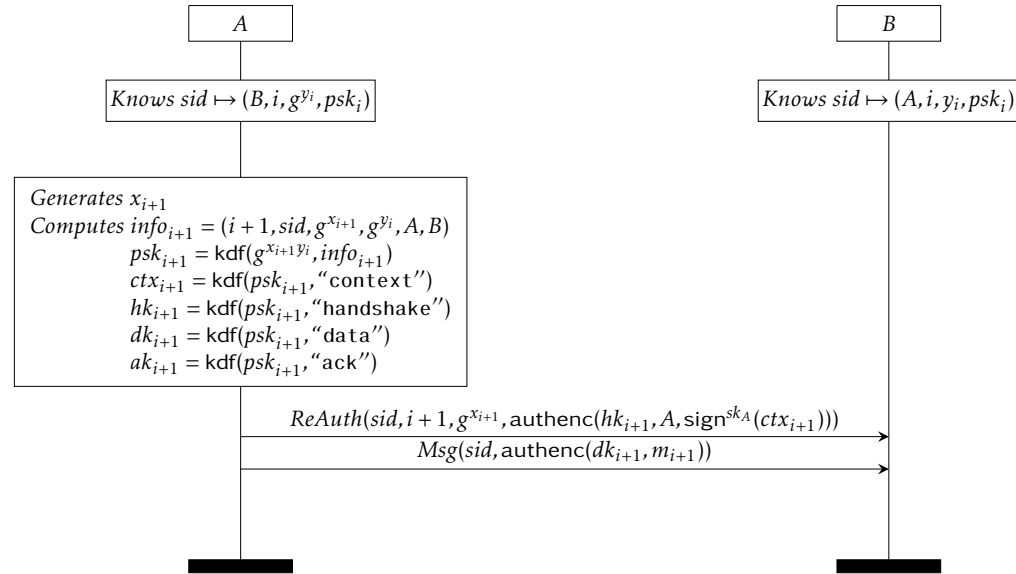 A
B
Knows sid ↦ (B, i, g^{y_i}, psk_i)
Knows sid ↦ (A, i, y_i, psk_i)
Generates x_{i+1}
Computes info_{i+1} = (i + 1, sid, g^{x_{i+1}}, g^{y_i}, A, B)
psk_{i+1} = kdf(g^{x_{i+1}y_i}, info_{i+1})
ctx_{i+1} = kdf(psk_{i+1}, “context”)
hk_{i+1} = kdf(psk_{i+1}, “handshake”)
dk_{i+1} = kdf(psk_{i+1}, “data”)
ak_{i+1} = kdf(psk_{i+1}, “ack”)
ReAuth(sid, i + 1, g^{x_{i+1}}, authenc(hk_{i+1}, A, sign^{sk_A}(ctx_{i+1})))
Msg(sid, authenc(dk_{i+1}, m_{i+1}))